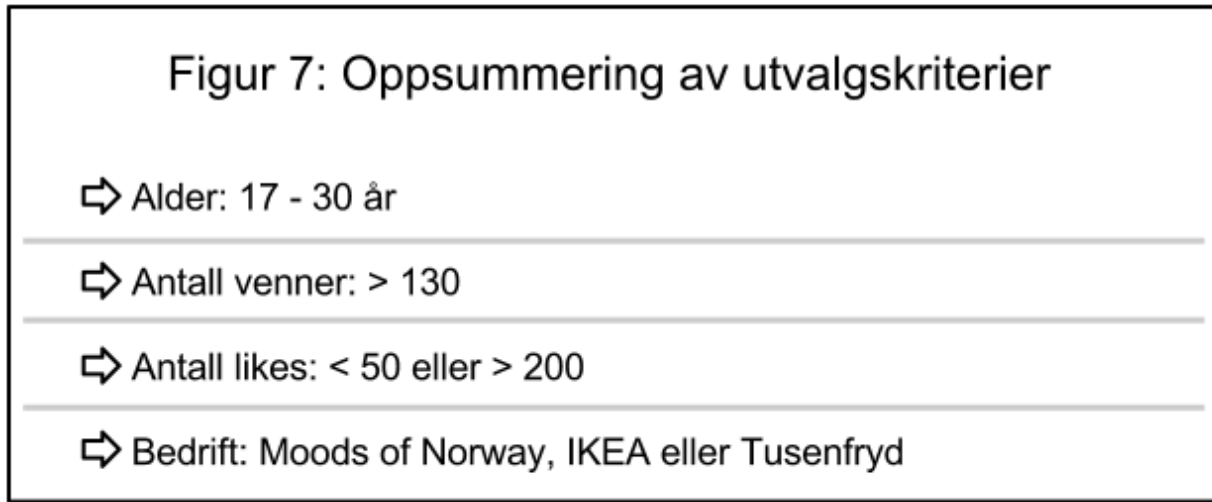 Figur 7: Oppsummering av utvalgskriterier
Alder: 17 - 30 år
Antall venner: > 130
Antall likes: < 50 eller > 200
Bedrift: Moods of Norway, IKEA eller Tusenfryd